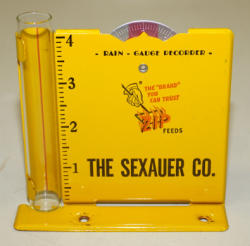 - RAIN - GAUGE RECORDER -
4
3
2
1
THE "BRAND"
YOU
CAN TRUST
ZIP
FEEDS
THE SEXAUER CO.